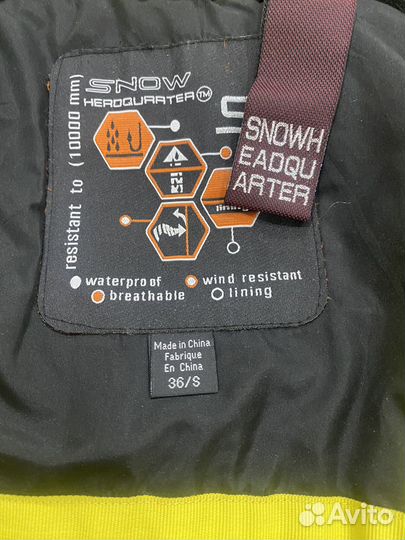 SNOW
HEADQUARTER™
resistant to (10000 mm)
lining
waterproof
wind resistant
breathable
lining
SNOWH
EADQU
ARTER
Made in China
Fabrique
En China
36/S
Avito